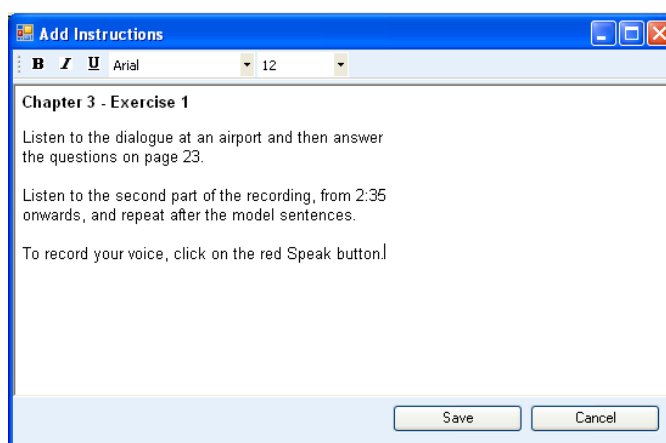 Add Instructions
B I U Arial 12
Chapter 3 - Exercise 1
Listen to the dialogue at an airport and then answer
the questions on page 23.
Listen to the second part of the recording, from 2:35
onwards, and repeat after the model sentences.
To record your voice, click on the red Speak button.
Save Cancel